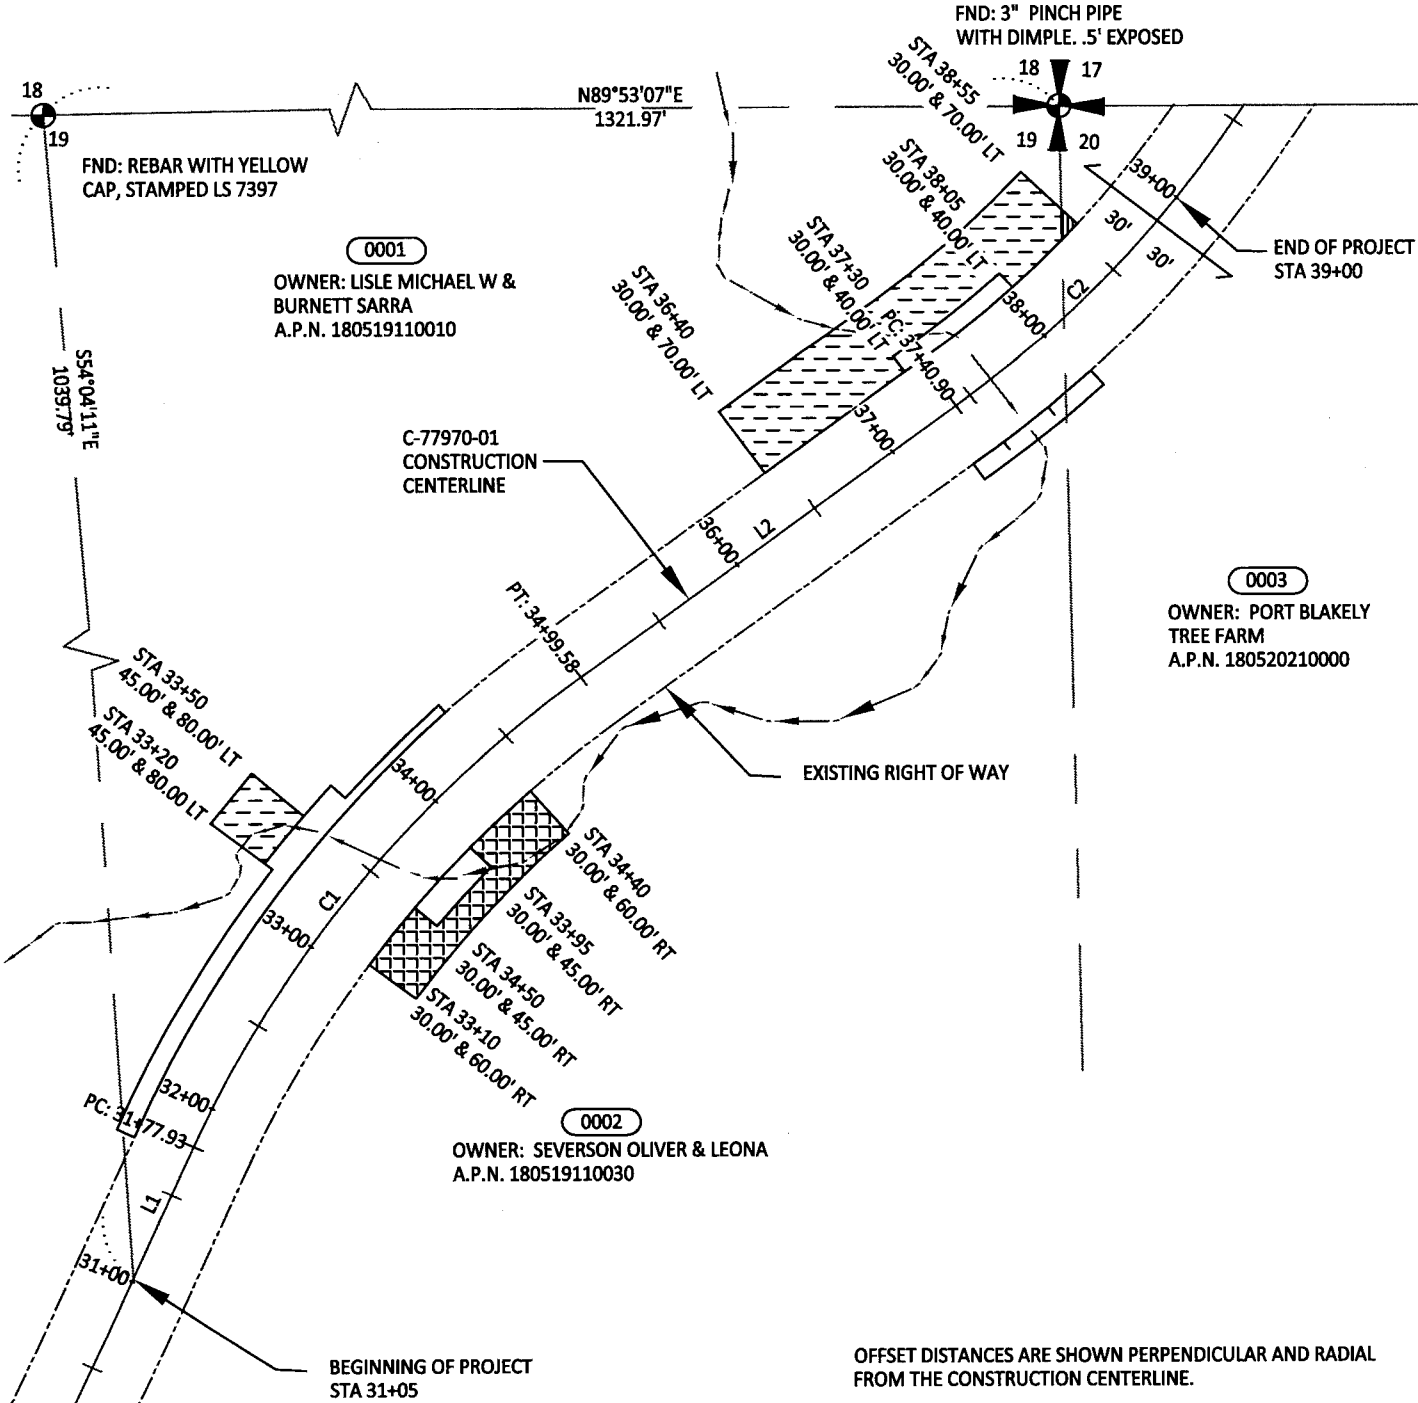 FND: 3" PINCH PIPE
WITH DIMPLE. .5' EXPOSED
18
17
19
20
18
19
N89°53'07"E
1321.97'
FND: REBAR WITH YELLOW
CAP, STAMPED LS 7397
STA 38+55
30.00' & 70.00' LT
STA 38+05
30.00' & 40.00' LT
STA 37+30
30.00' & 40.00' LT
STA 36+40
30.00' & 70.00' LT
39+00
30'
30'
END OF PROJECT
STA 39+00
0001
OWNER: LISLE MICHAEL W &
BURNETT SARRA
A.P.N. 180519110010
C2
38+00
PC: 37+40.90
37+00
S54°04'11"E
1039.79'
C-77970-01
CONSTRUCTION
CENTERLINE
36+00
L2
0003
OWNER: PORT BLAKELY
TREE FARM
A.P.N. 180520210000
PT: 34+99.58
STA 33+50
45.00' & 80.00' LT
STA 33+20
45.00' & 80.00 LT
34+00
EXISTING RIGHT OF WAY
STA 34+40
30.00' & 60.00' RT
STA 33+95
30.00' & 45.00' RT
STA 34+50
30.00' & 45.00' RT
STA 33+10
30.00' & 60.00' RT
C1
33+00
32+00
PC: 31+77.93
0002
OWNER: SEVERSON OLIVER & LEONA
A.P.N. 180519110030
L1
31+00
BEGINNING OF PROJECT
STA 31+05
OFFSET DISTANCES ARE SHOWN PERPENDICULAR AND RADIAL
FROM THE CONSTRUCTION CENTERLINE.